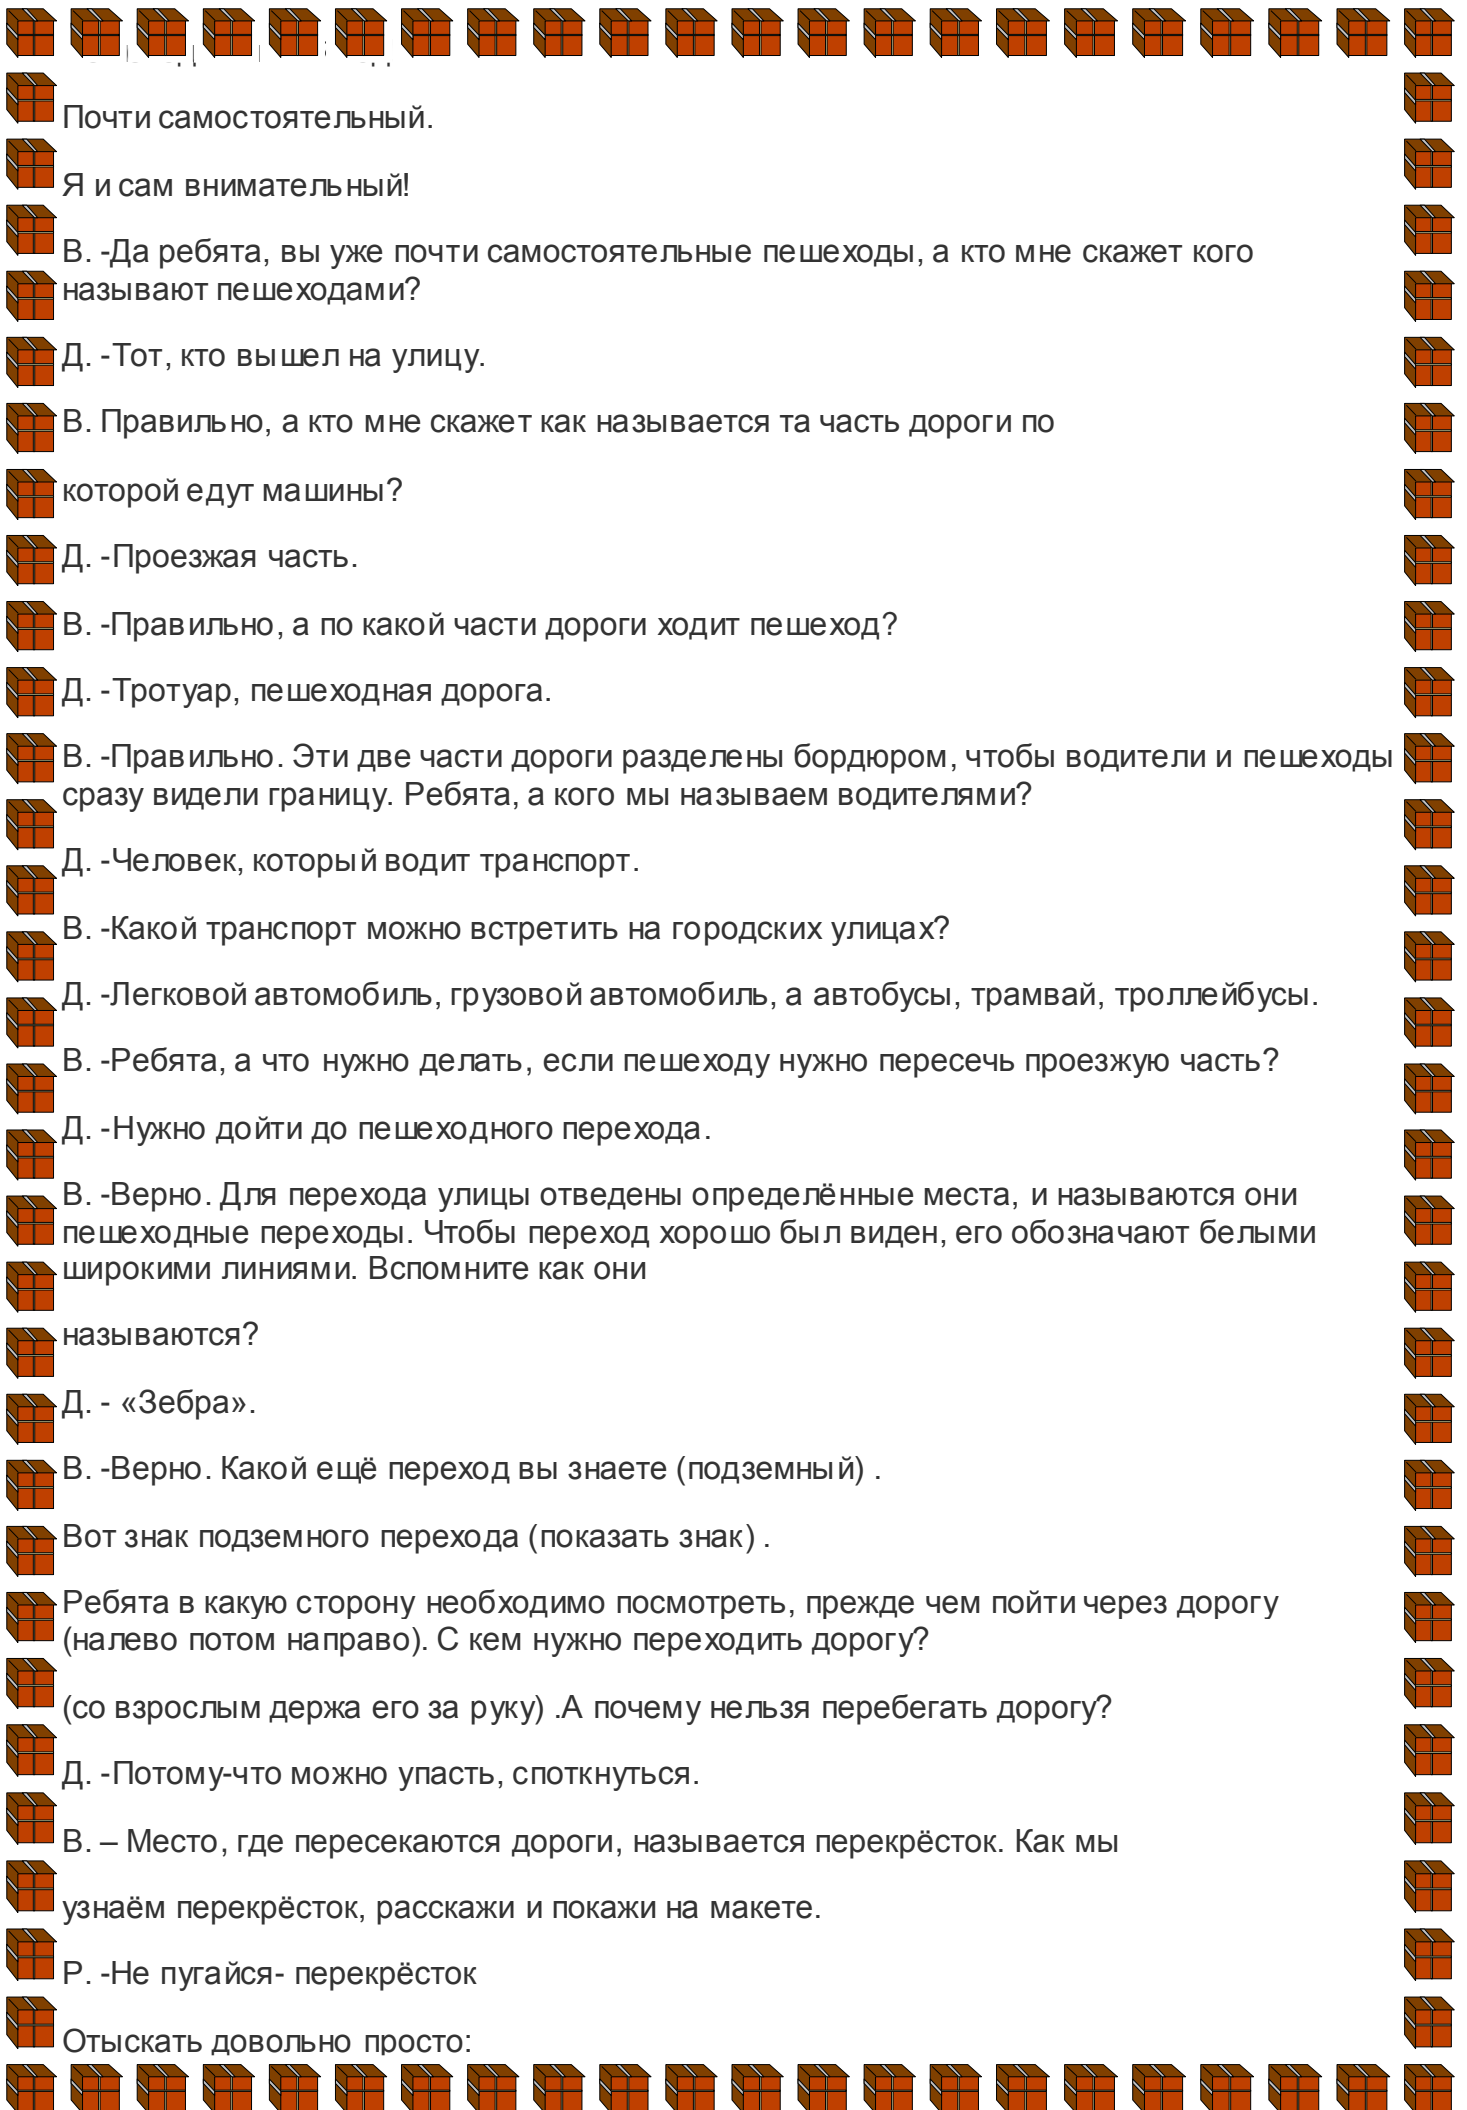 Почти самостоятельный.
Я и сам внимательный!
В. -Да ребята, вы уже почти самостоятельные пешеходы, а кто мне скажет кого
называют пешеходами?
Д. -Тот, кто вышел на улицу.
В. Правильно, а кто мне скажет как называется та часть дороги по
которой едут машины?
Д. -Проезжая часть.
В. -Правильно, а по какой части дороги ходит пешеход?
Д. -Тротуар, пешеходная дорога.
В. -Правильно. Эти две части дороги разделены бордюром, чтобы водители и пешеходы
сразу видели границу. Ребята, а кого мы называем водителями?
Д. -Человек, который водит транспорт.
В. -Какой транспорт можно встретить на городских улицах?
Д. -Легковой автомобиль, грузовой автомобиль, а автобусы, трамвай, троллейбусы.
В. -Ребята, а что нужно делать, если пешеходу нужно пересечь проезжую часть?
Д. -Нужно дойти до пешеходного перехода.
В. -Верно. Для перехода улицы отведены определённые места, и называются они
пешеходные переходы. Чтобы переход хорошо был виден, его обозначают белыми
широкими линиями. Вспомните как они
называются?
Д. - «Зебра».
В. -Верно. Какой ещё переход вы знаете (подземный) .
Вот знак подземного перехода (показать знак) .
Ребята в какую сторону необходимо посмотреть, прежде чем пойти через дорогу
(налево потом направо). С кем нужно переходить дорогу?
(со взрослым держа его за руку) .А почему нельзя перебегать дорогу?
Д. -Потому-что можно упасть, споткнуться.
В. – Место, где пересекаются дороги, называется перекрёсток. Как мы
узнаём перекрёсток, расскажи и покажи на макете.
Р. -Не пугайся- перекрёсток
Отыскать довольно просто: